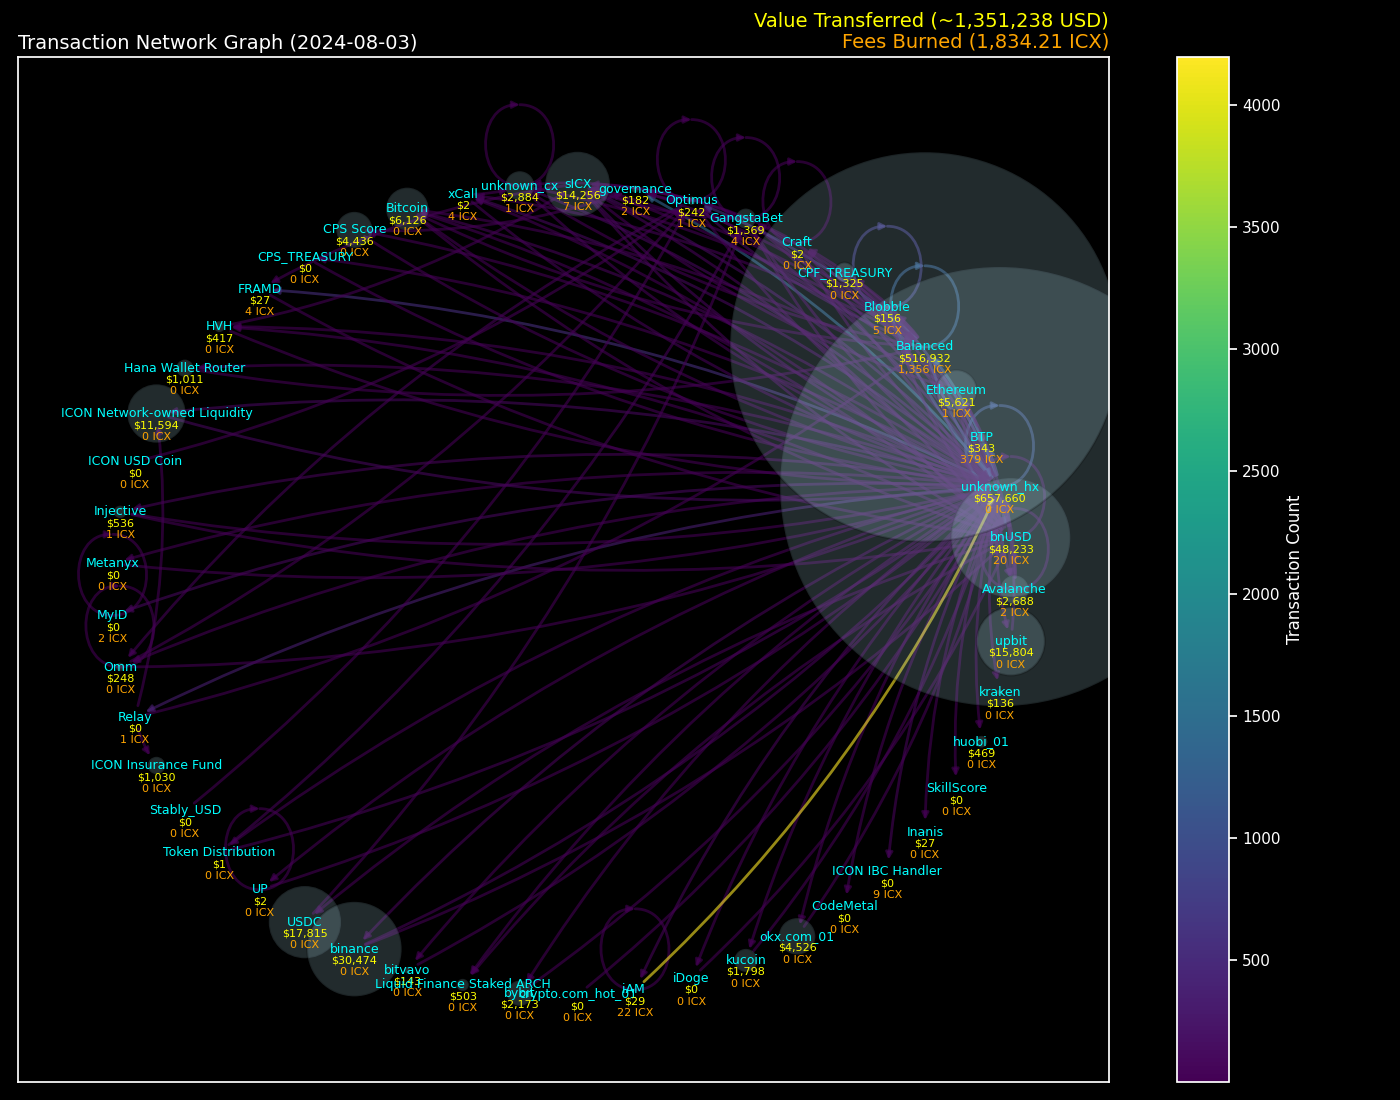 Value Transferred (~1,351,238 USD)
Transaction Network Graph (2024-08-03)
Fees Burned (1,834.21 ICX)
unknown_cx
$2,884
1 ICX
sICX
$14,256
7 ICX
governance
$182
2 ICX
Optimus
$242
1 ICX
xCall
$2
4 ICX
Bitcoin
$6,126
0 ICX
GangstaBet
$1,369
4 ICX
CPS Score
$4,436
0 ICX
Craft
$2
0 ICX
CPS_TREASURY
$0
0 ICX
CPF_TREASURY
$1,325
0 ICX
FRAMD
$27
4 ICX
Blobble
$156
5 ICX
HVH
$417
0 ICX
Balanced
$516,932
1,356 ICX
Hana Wallet Router
$1,011
0 ICX
Ethereum
$5,621
1 ICX
ICON Network-owned Liquidity
$11,594
0 ICX
BTP
$343
379 ICX
ICON USD Coin
$0
0 ICX
unknown_hx
$657,660
0 ICX
Injective
$536
1 ICX
bnUSD
$48,233
20 ICX
Metanyx
$0
0 ICX
Avalanche
$2,688
2 ICX
MyID
$0
2 ICX
upbit
$15,804
0 ICX
Omm
$248
0 ICX
kraken
$136
0 ICX
Relay
$0
1 ICX
huobi_01
$469
0 ICX
ICON Insurance Fund
$1,030
0 ICX
SkillScore
$0
0 ICX
Stably_USD
$0
0 ICX
Inanis
$27
0 ICX
Token Distribution
$1
0 ICX
ICON IBC Handler
$0
9 ICX
UP
$2
0 ICX
CodeMetal
$0
0 ICX
USDC
$17,815
0 ICX
okx.com_01
$4,526
0 ICX
binance
$30,474
0 ICX
kucoin
$1,798
0 ICX
bitvavo
$143
0 ICX
iDoge
$0
0 ICX
Liquid Finance Staked ARCH
$503
0 ICX
bybit
$2,173
0 ICX
crypto.com_hot_01
$0
0 ICX
iAM
$29
22 ICX
4000
3500
3000
2500
2000
1500
1000
500
Transaction Count